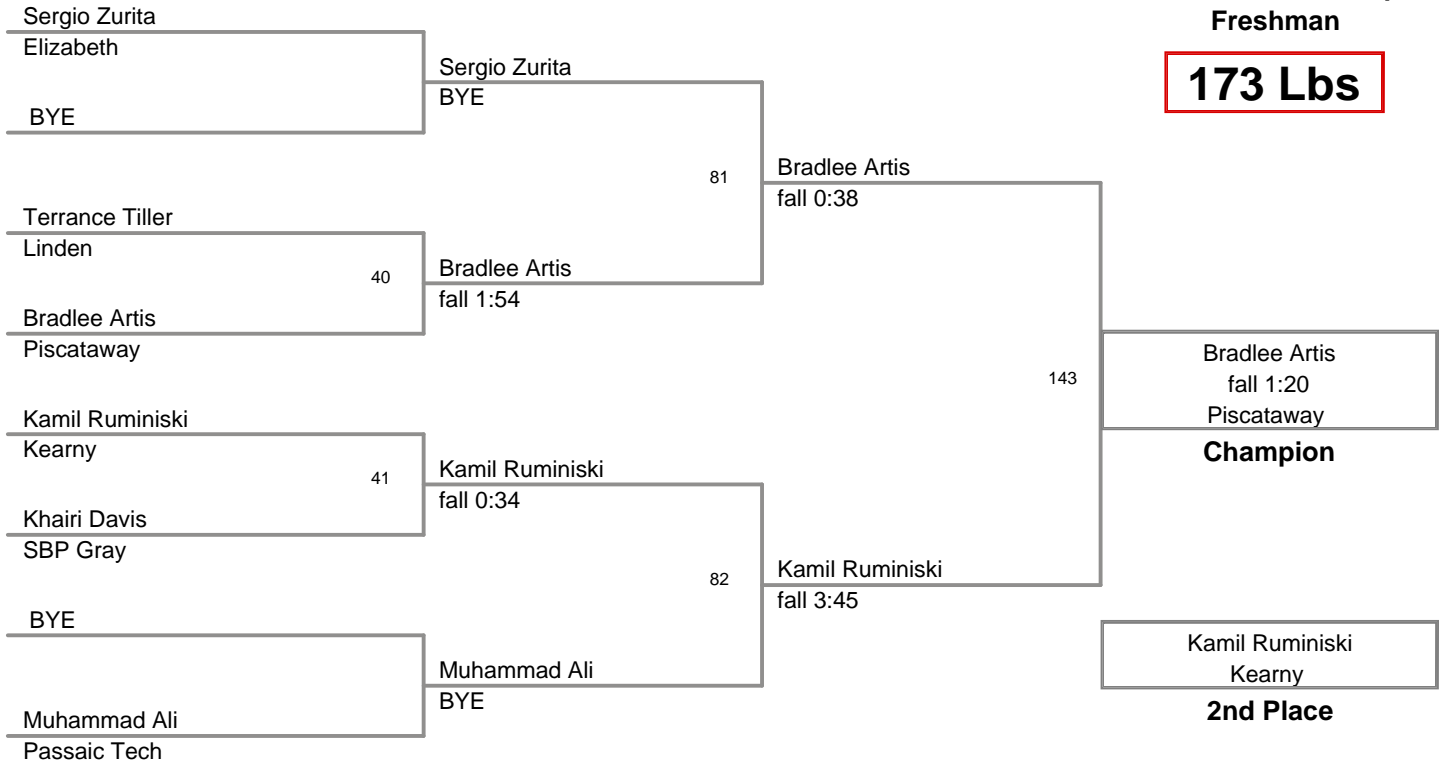 Sergio Zurita
Elizabeth
BYE
Terrance Tiller
Linden
40
Bradlee Artis
Piscataway
Kamil Ruminiski
Kearny
41
Khairi Davis
SBP Gray
BYE
Muhammad Ali
Passaic Tech
Sergio Zurita
BYE
81
Bradlee Artis
fall 1:54
Kamil Ruminiski
fall 0:34
82
Muhammad Ali
BYE
Bradlee Artis
fall 0:38
143
Kamil Ruminiski
fall 3:45
Freshman
173 Lbs
Bradlee Artis
fall 1:20
Piscataway
Champion
Kamil Ruminiski
Kearny
2nd Place